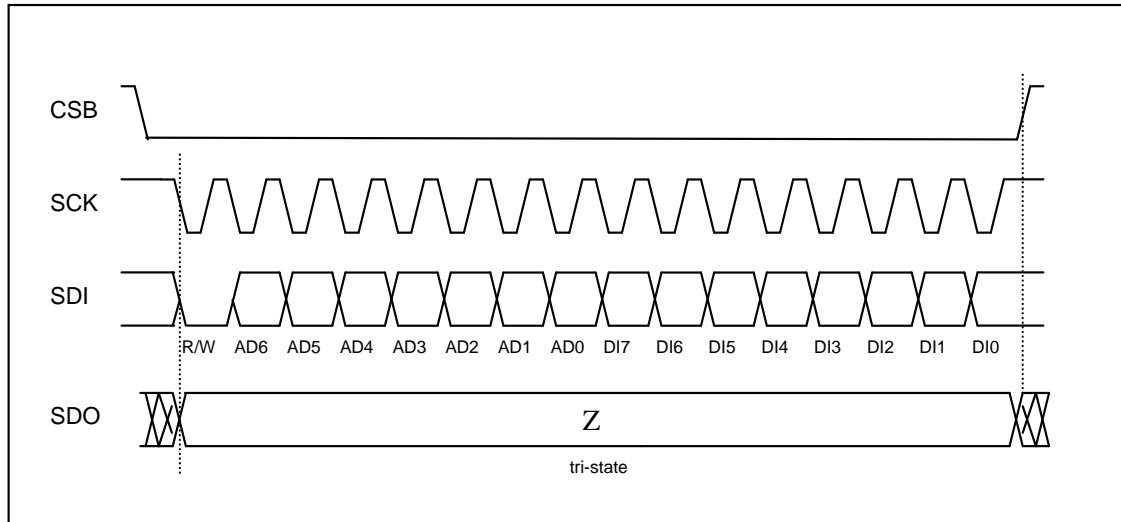 CSB
SCK
SDI
R/W AD6 AD5 AD4 AD3 AD2 AD1 AD0 DI7 DI6 DI5 DI4 DI3 DI2 DI1 DI0
SDO
Z
tri-state